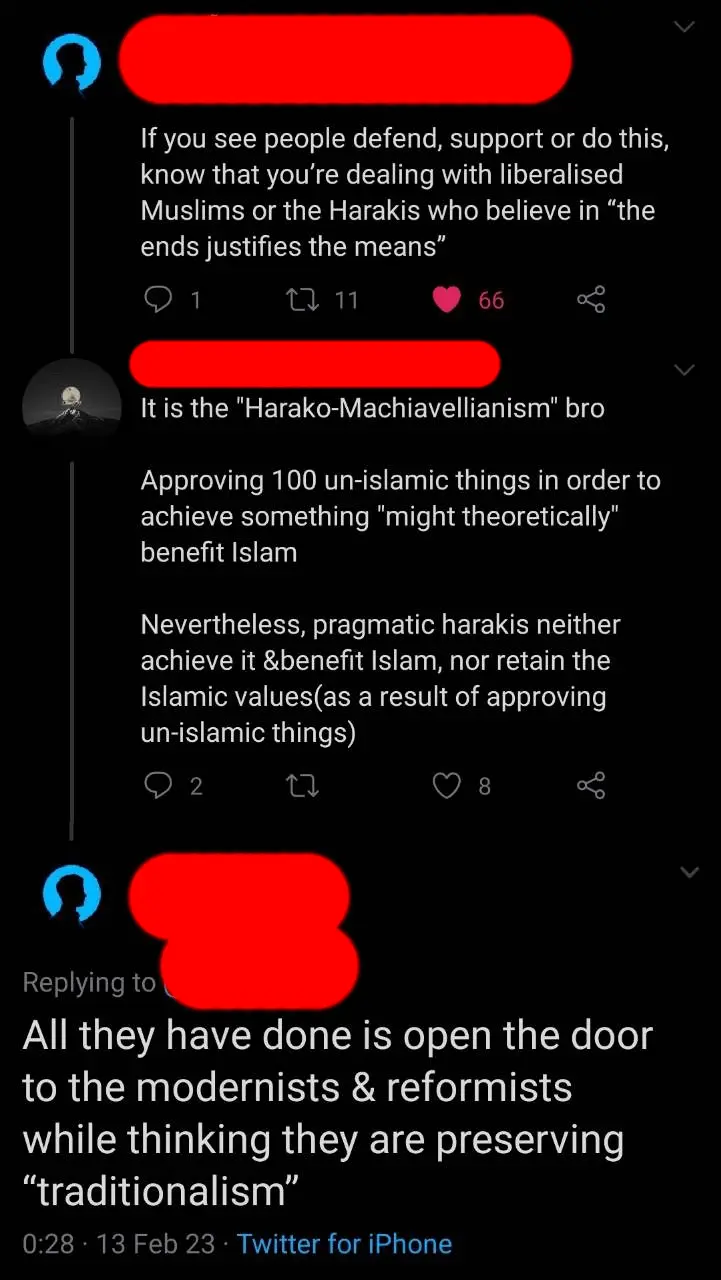 If you see people defend, support or do this,
know that you’re dealing with liberalised
Muslims or the Harakis who believe in “the
ends justifies the means”
1 11 66
It is the "Harako-Machiavellianism" bro
Approving 100 un-islamic things in order to
achieve something "might theoretically"
benefit Islam
Nevertheless, pragmatic harakis neither
achieve it &benefit Islam, nor retain the
Islamic values(as a result of approving
un-islamic things)
2 8
Replying to
All they have done is open the door
to the modernists & reformists
while thinking they are preserving
“traditionalism”
0:28 · 13 Feb 23 · Twitter for iPhone